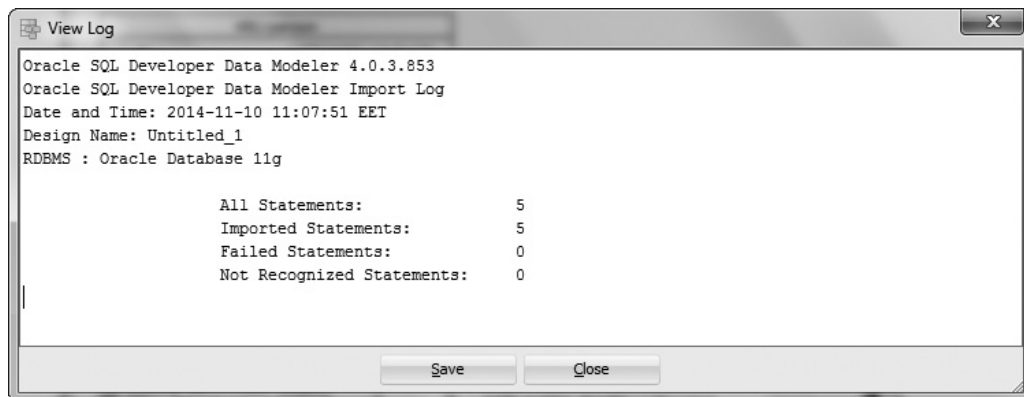 View Log
X
Oracle SQL Developer Data Modeler 4.0.3.853
Oracle SQL Developer Data Modeler Import Log
Date and Time: 2014-11-10 11:07:51 EET
Design Name: Untitled_1
RDBMS : Oracle Database 11g
All Statements: 5
Imported Statements: 5
Failed Statements: 0
Not Recognized Statements: 0
Save Close